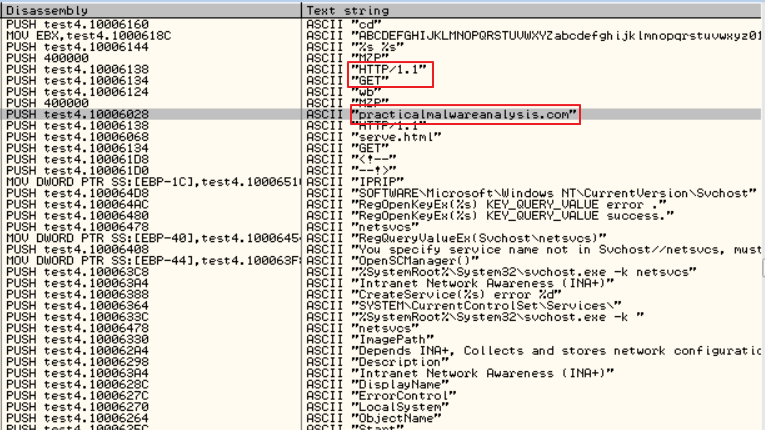 Disassembly Text string
PUSH test4.10006160 ASCII "cd"
MOV EBX,test4.1000618C ASCII "ABCDEFGHIJKLMNOPQRSTUVWXYZabcdefghijklmnopqrstuvwxyz01
PUSH test4.10006144 ASCII "%s %s"
PUSH 400000 ASCII "MZP"
PUSH test4.10006138 ASCII "HTTP/1.1"
PUSH test4.10006134 ASCII "GET"
PUSH test4.10006124 ASCII "wb"
PUSH 400000 ASCII "MZP"
PUSH test4.10006028 ASCII "practicalmalwareanalysis.com"
PUSH test4.10006138 ASCII "HTTP/1.1"
PUSH test4.10006068 ASCII "serve.html"
PUSH test4.10006134 ASCII "GET"
PUSH test4.100061D8 ASCII "<!--"
PUSH test4.100061D0 ASCII "--!>"
MOV DWORD PTR SS:[EBP-1C],test4.1000651 ASCII "IPRIP"
PUSH test4.100064D8 ASCII "SOFTWARE\Microsoft\Windows NT\CurrentVersion\Svchost"
PUSH test4.100064AC ASCII "RegOpenKeyEx(%s) KEY_QUERY_VALUE error ."
PUSH test4.10006480 ASCII "RegOpenKeyEx(%s) KEY_QUERY_VALUE success."
PUSH test4.10006478 ASCII "netsvcs"
MOV DWORD PTR SS:[EBP-40],test4.1000645 ASCII "RegQueryValueEx(Svchost\netsvcs)"
PUSH test4.10006408 ASCII "You specify service name not in Svchost//netsvcs, must
MOV DWORD PTR SS:[EBP-44],test4.100063F ASCII "OpenSCManager()"
PUSH test4.100063C8 ASCII "%SystemRoot%\System32\svchost.exe -k netsvcs"
PUSH test4.100063A4 ASCII "Intranet Network Awareness (INA+)"
PUSH test4.10006388 ASCII "CreateService(%s) error %d"
PUSH test4.10006364 ASCII "SYSTEM\CurrentControlSet\Services\"
PUSH test4.1000633C ASCII "%SystemRoot%\System32\svchost.exe -k "
PUSH test4.10006478 ASCII "netsvcs"
PUSH test4.10006330 ASCII "ImagePath"
PUSH test4.100062A4 ASCII "Depends INA+, Collects and stores network configuratio
PUSH test4.10006298 ASCII "Description"
PUSH test4.100063A4 ASCII "Intranet Network Awareness (INA+)"
PUSH test4.1000628C ASCII "DisplayName"
PUSH test4.1000627C ASCII "ErrorControl"
PUSH test4.10006270 ASCII "LocalSystem"
PUSH test4.10006264 ASCII "ObjectName"
PUSH ASCII "Start"